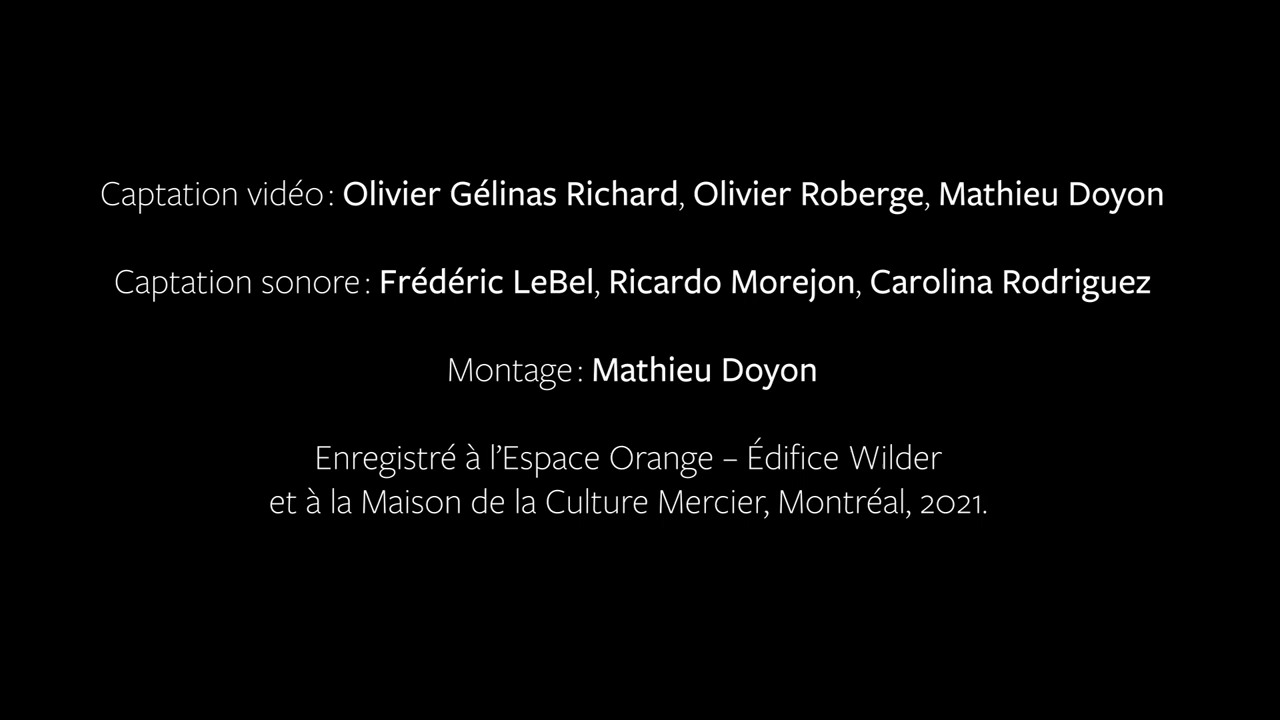 Captation vidéo : Olivier Gélinas Richard, Olivier Roberge, Mathieu Doyon
Captation sonore : Frédéric LeBel, Ricardo Morejon, Carolina Rodriguez
Montage : Mathieu Doyon
Enregistré à l’Espace Orange – Édifice Wilder
et à la Maison de la Culture Mercier, Montréal, 2021.